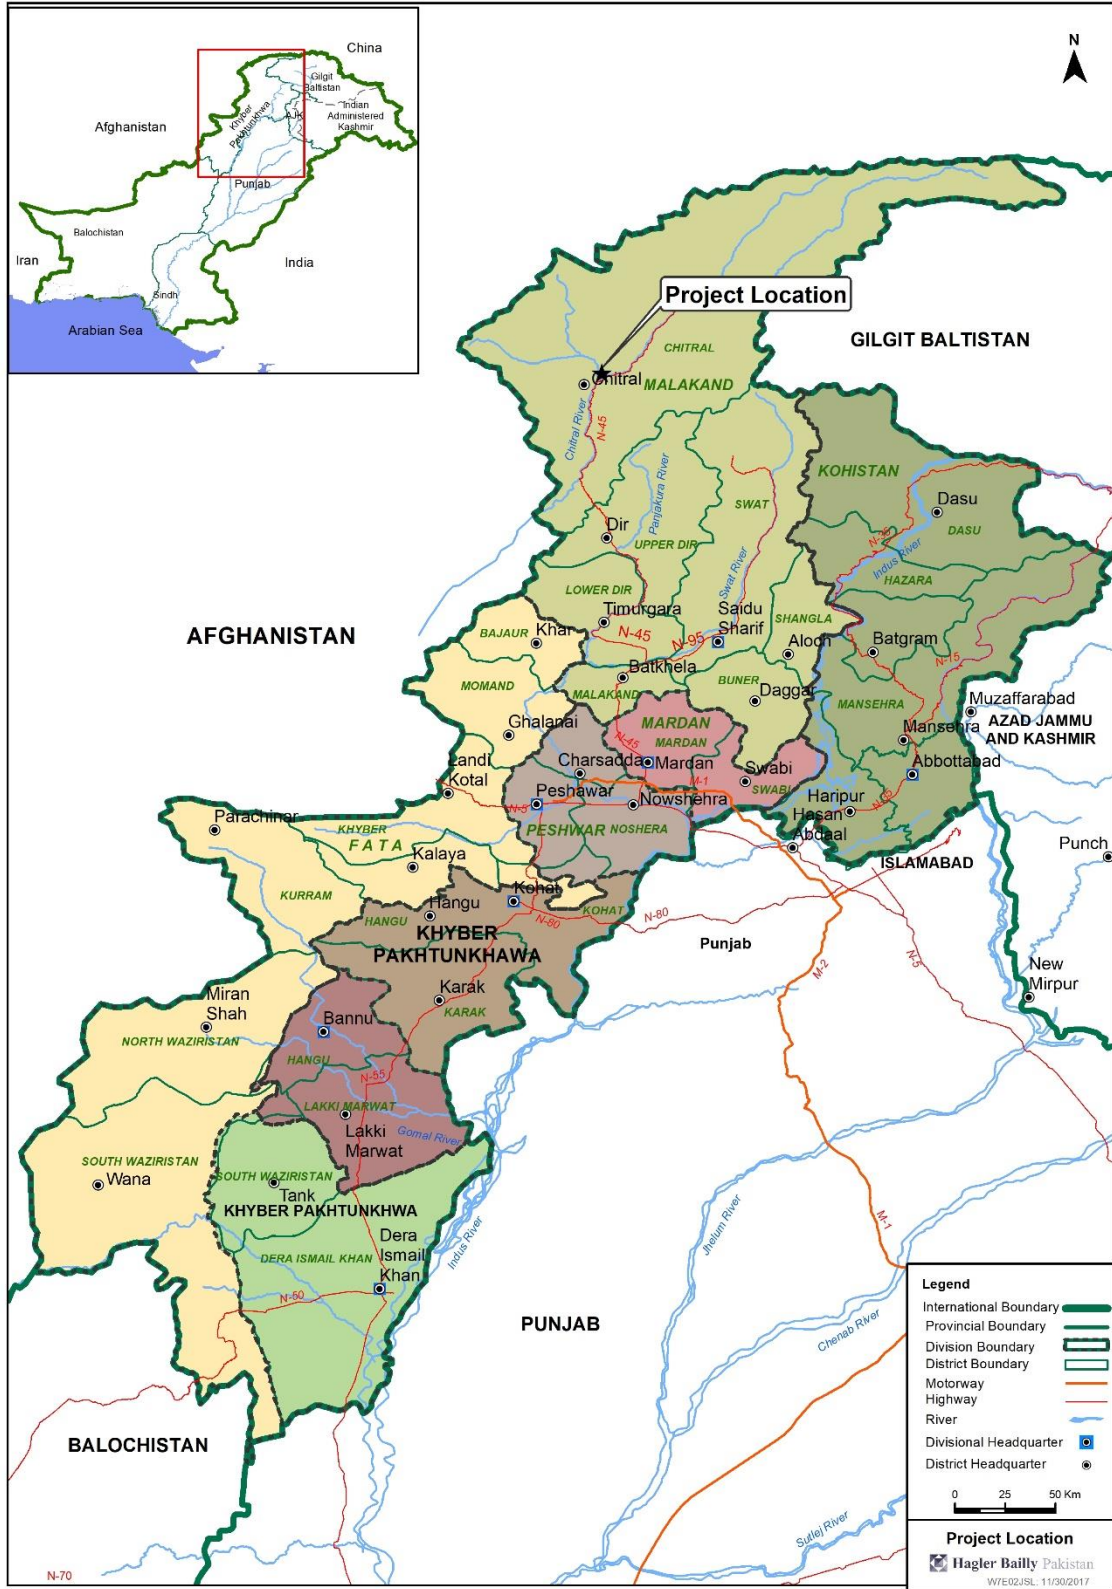 China
Gilgit
Baltistan
Khyber
Pakhtunkhwa
AJK
Indian
Administered
Kashmir
Afghanistan
Punjab
Balochistan
Iran
India
Sindh
Arabian Sea
N
Project Location
CHITRAL
GILGIT BALTISTAN
Chitral
MALAKAND
Chitral River
N-45
Panjakura River
KOHISTAN
SWAT
Dasu
DASU
Dir
UPPER DIR
N-35
Indus River
Swat River
HAZARA
LOWER DIR
Timurgara
Saidu
Sharif
SHANGLA
AFGHANISTAN
BAJAUR
Khar
N-45
N-95
Aloch
Batgram
N-15
MOMAND
Batkhela
BUNER
MALAKAND
Daggar
MANSEHRA
Muzaffarabad
AZAD JAMMU
AND KASHMIR
Ghalanai
MARDAN
MARDAN
N-45
Mansehra
Landi
Kotal
Charsadda
Mardan
M-1
Swabi
SWABI
Abbottabad
N-5
Peshawar
Nowshehra
Haripur
N-35
Hasan
Abdaal
Parachinar
KHYBER
FATA
PESHWAR
NOSHERA
ISLAMABAD
Punch
Kalaya
KURRAM
Kohat
HANGU
Hangu
KOHAT
N-80
N-80
KHYBER
PAKHTUNKHAWA
Punjab
N-5
M-2
New
Mirpur
Miran
Shah
Karak
KARAK
Bannu
NORTH WAZIRISTAN
HANGU
N-55
LAKKI MARWAT
Lakki
Marwat
Gomal River
SOUTH WAZIRISTAN
Wana
SOUTH WAZIRISTAN
Tank
KHYBER PAKHTUNKHWA
Dera
Ismail
Khan
DERA ISMAIL KHAN
Indus River
Jhelum River
M-1
N-50
PUNJAB
Chenab River
BALOCHISTAN
Sutlej River
N-70
Legend
International Boundary
Provincial Boundary
Division Boundary
District Boundary
Motorway
Highway
River
Divisional Headquarter
District Headquarter
0 25 50 Km
Project Location
Hagler Bailly Pakistan
W7E02JSL: 11/30/2017